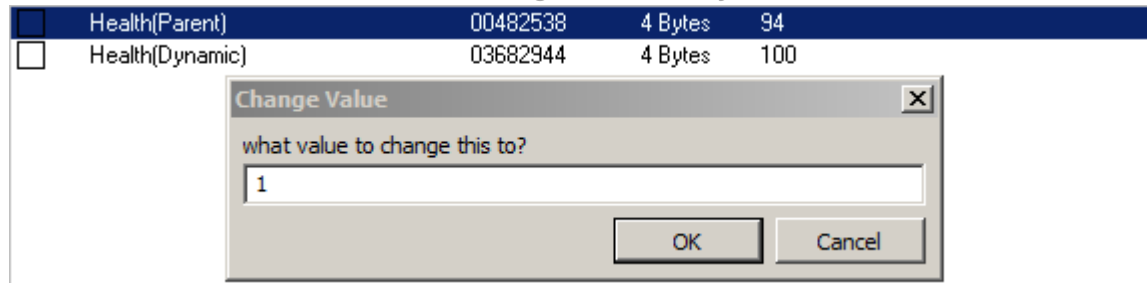 Health(Parent) 00482538 4 Bytes 94
Health(Dynamic) 03682944 4 Bytes 100
Change Value
what value to change this to?
1
OK Cancel